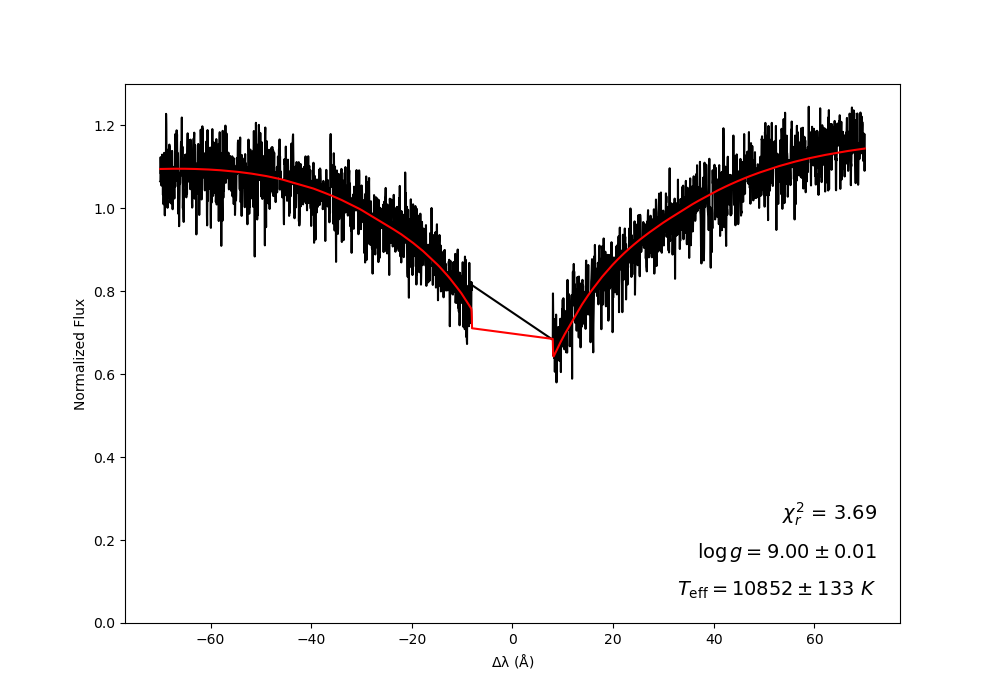 1.2
1.0
0.8
0.6
0.4
0.2
0.0
Normalized Flux
χ²ᵣ = 3.69
log g = 9.00 ± 0.01
T_eff = 10852 ± 133 K
−60 −40 −20 0 20 40 60
Δλ (Å)